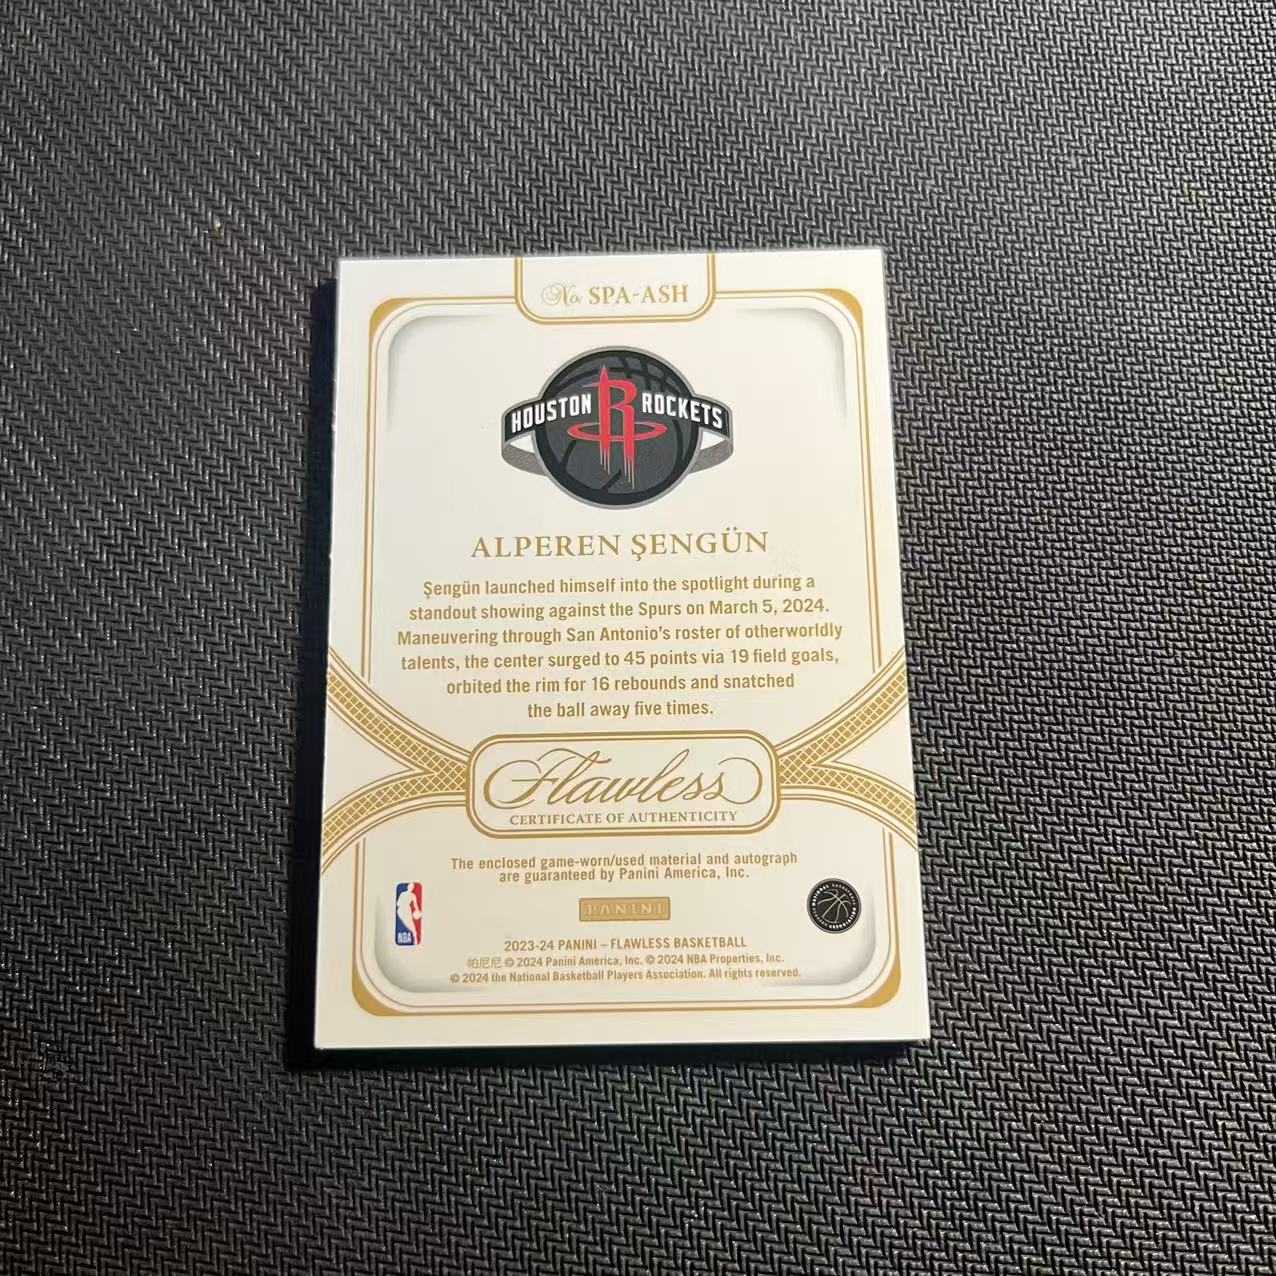 No. SPA-ASH
HOUSTON R ROCKETS
ALPEREN ŞENGÜN
Şengün launched himself into the spotlight during a
standout showing against the Spurs on March 5, 2024.
Maneuvering through San Antonio's roster of otherworldly
talents, the center surged to 45 points via 19 field goals,
orbited the rim for 16 rebounds and snatched
the ball away five times.
Flawless
CERTIFICATE OF AUTHENTICITY
The enclosed game-worn/used material and autograph
are guaranteed by Panini America, Inc.
NBA
PANINI
2023-24 PANINI – FLAWLESS BASKETBALL
帕尼尼 © 2024 Panini America, Inc. © 2024 NBA Properties, Inc.
© 2024 the National Basketball Players Association. All rights reserved.